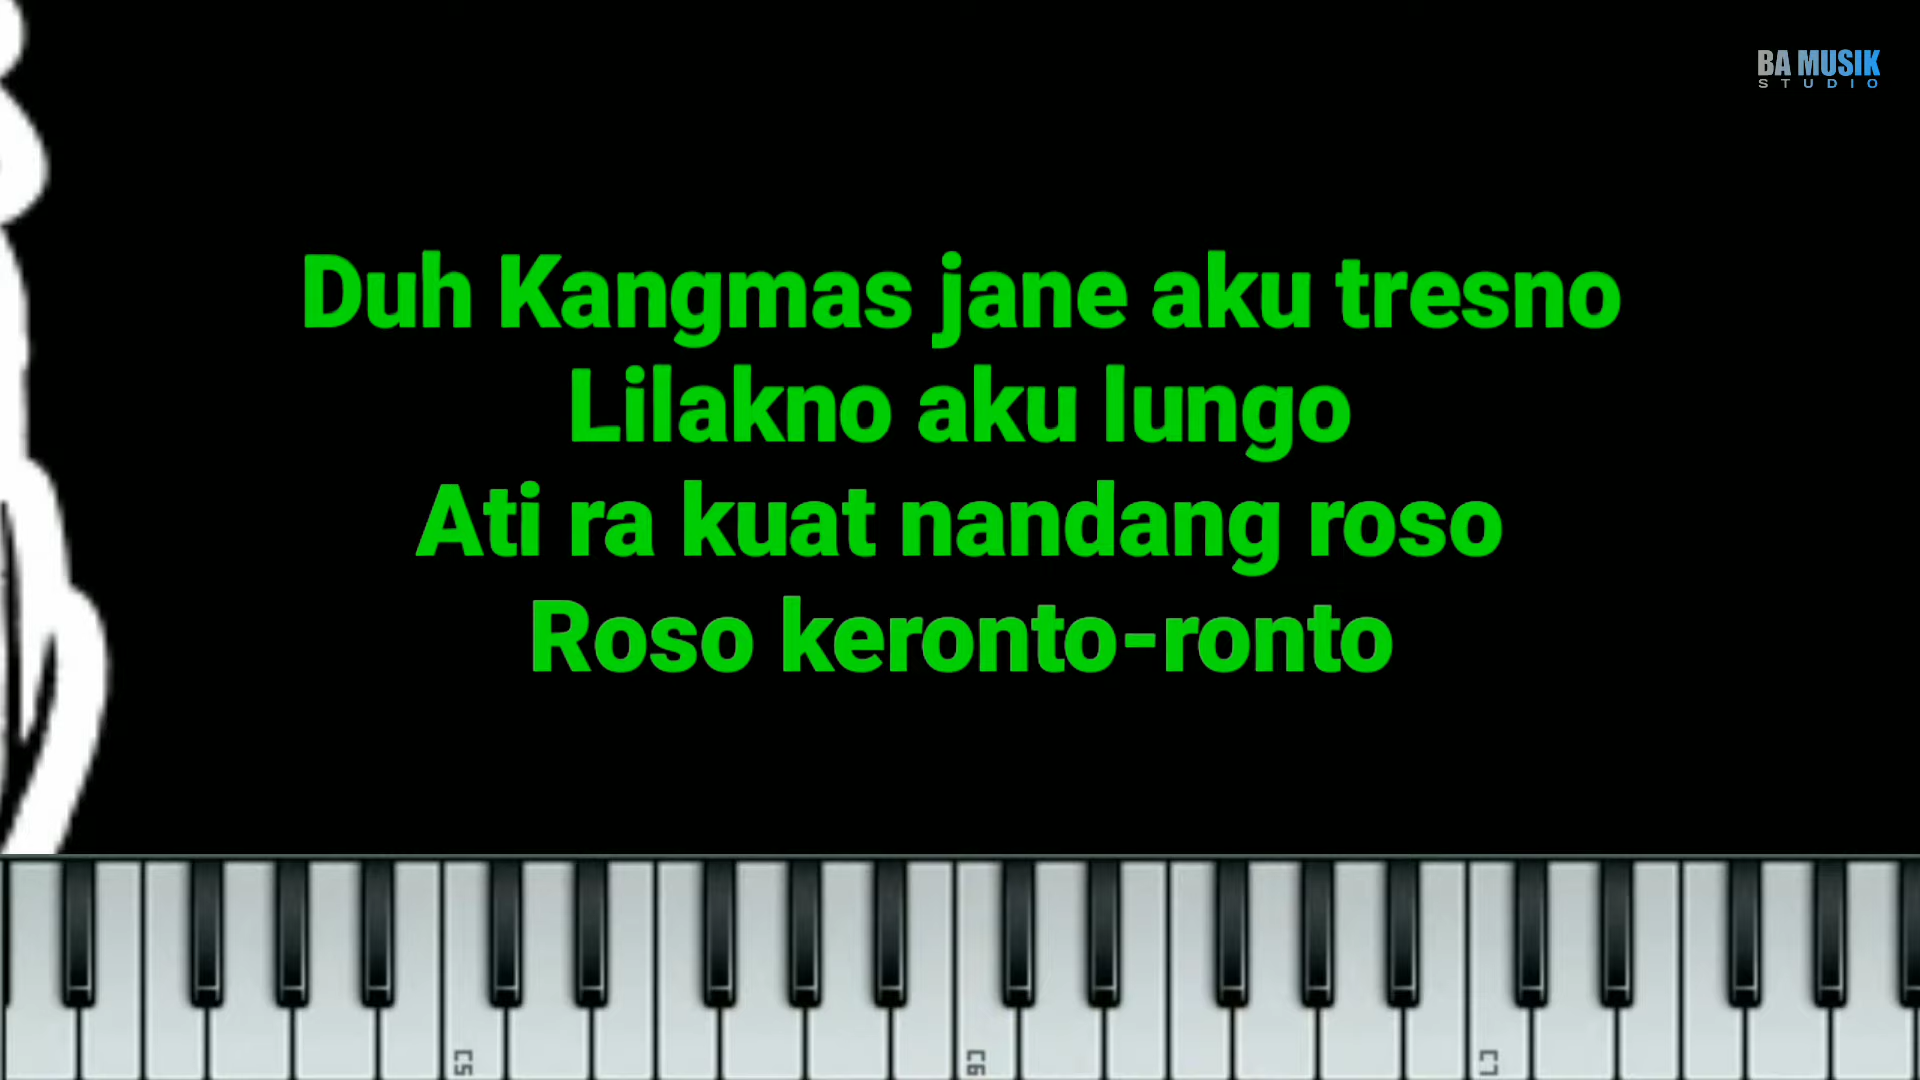 BA MUSIK
STUDIO
Duh Kangmas jane aku tresno
Lilakno aku lungo
Ati ra kuat nandang roso
Roso keronto-ronto
C5
C6
C7